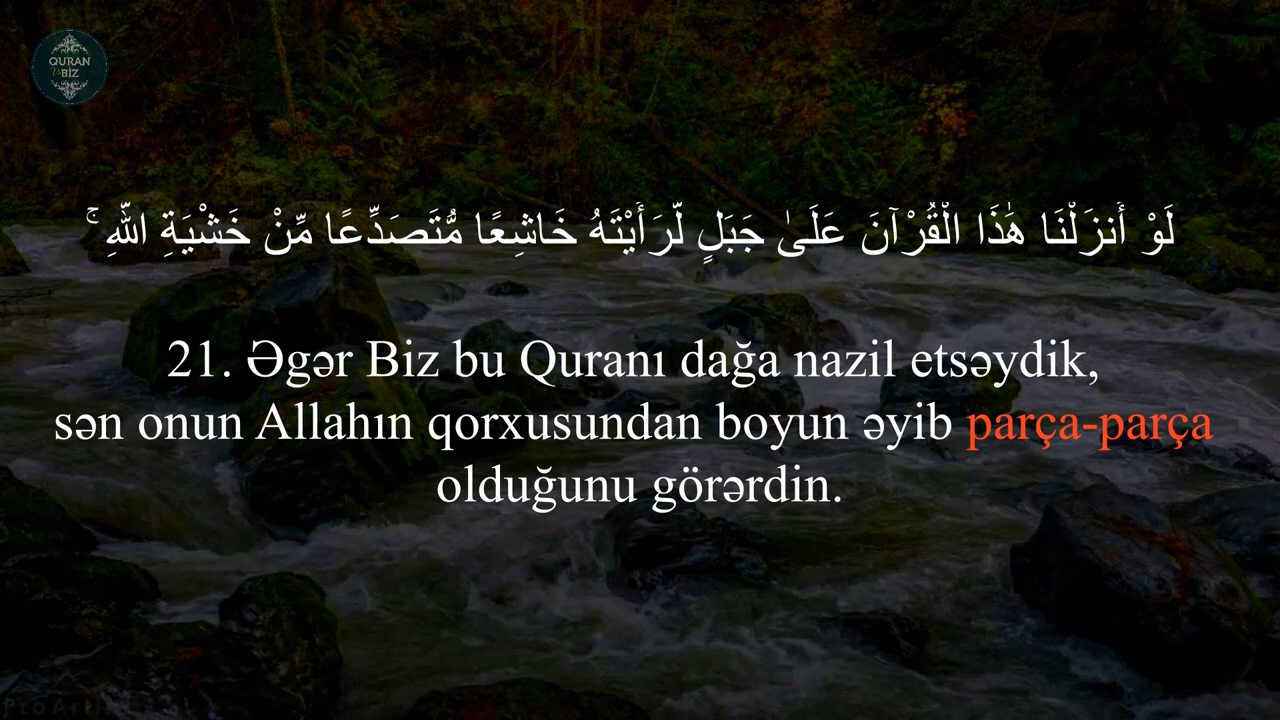 QURAN
Və
BİZ
لَوْ أَنزَلْنَا هَٰذَا الْقُرْآنَ عَلَىٰ جَبَلٍ لَّرَأَيْتَهُ خَاشِعًا مُّتَصَدِّعًا مِّنْ خَشْيَةِ اللَّهِ ۚ
21. Əgər Biz bu Quranı dağa nazil etsəydik,
sən onun Allahın qorxusundan boyun əyib parça-parça
olduğunu görərdin.